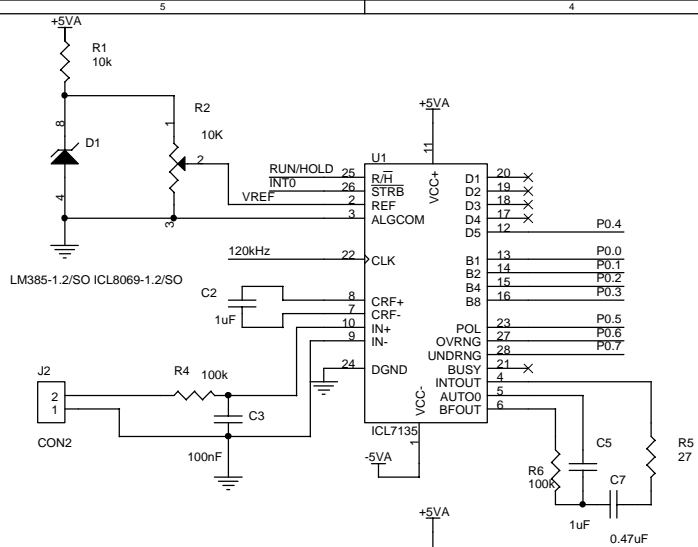 5
4
+5VA
R1
10k
R2
10K
1
2
3
8
D1
4
LM385-1.2/SO ICL8069-1.2/SO
VREF
RUN/HOLD
INT0
120kHz
C2
1uF
J2
2
1
CON2
R4
100k
C3
100nF
+5VA
11
U1
VCC+
25 R/H
26 STRB
2 REF
3 ALGCOM
22 CLK
8 CRF+
7 CRF-
10 IN+
9 IN-
24 DGND
VCC-
1
ICL7135
-5VA
D1 20
D2 19
D3 18
D4 17
D5 12 P0.4
B1 13 P0.0
B2 14 P0.1
B4 15 P0.2
B8 16 P0.3
POL 23 P0.5
OVRNG 27 P0.6
UNDRNG 28 P0.7
BUSY 21
INTOUT 4
AUTO0 5
BFOUT 6
R6
100k
C5
1uF
C7
0.47uF
R5
27
+5VA